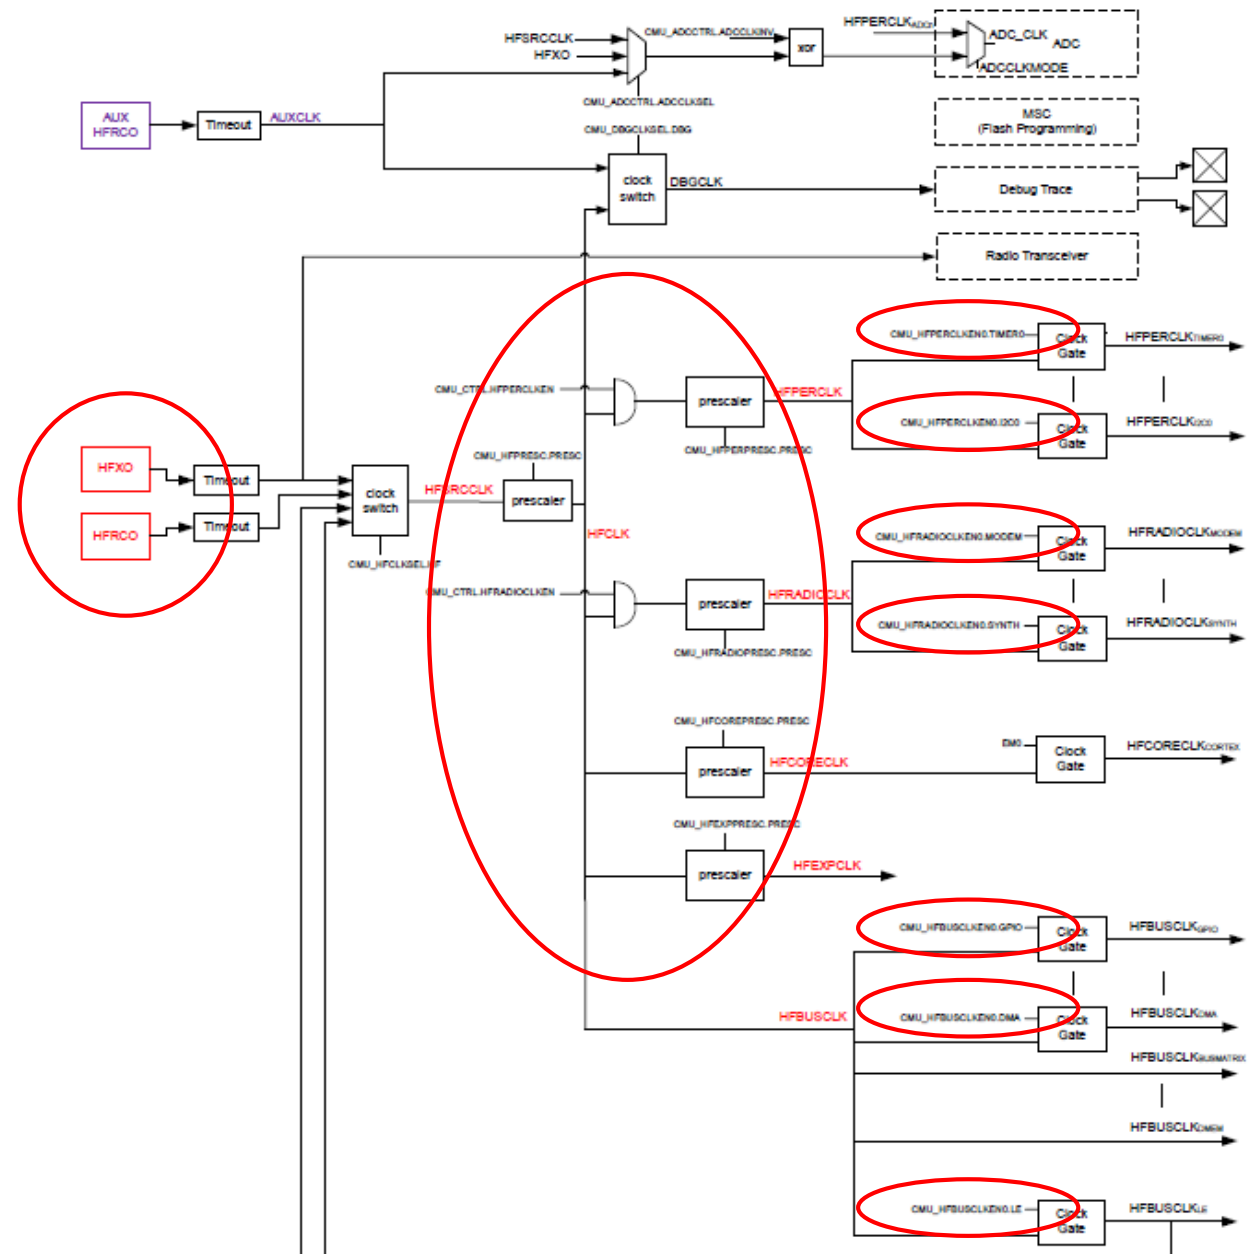 HFSRCCLK
HFXO
CMU_ADCCTRL.ADCCLKINV
xor
HFPERCLKADCn
ADC_CLK
ADC
ADCCLKMODE
CMU_ADCCTRL.ADCCLKSEL
AUX
HFRCO
Timeout
AUXCLK
CMU_DBGCLKSEL.DBG
clock
switch
DBGCLK
MSC
(Flash Programming)
Debug Trace
Radio Transceiver
CMU_HFPERCLKEN0.TIMER0
Clock
Gate
HFPERCLKTIMER0
CMU_CTRL.HFPERCLKEN
prescaler
HFPERCLK
CMU_HFPERPRESC.PRESC
CMU_HFPERCLKEN0.I2C0
Clock
Gate
HFPERCLKI2C0
HFXO
Timeout
HFRCO
Timeout
clock
switch
CMU_HFCLKSEL.HF
HFSRCCLK
CMU_HFPRESC.PRESC
prescaler
HFCLK
CMU_HFRADIOCLKEN0.MODEM
Clock
Gate
HFRADIOCLKMODEM
CMU_CTRL.HFRADIOCLKEN
prescaler
HFRADIOCLK
CMU_HFRADIOPRESC.PRESC
CMU_HFRADIOCLKEN0.SYNTH
Clock
Gate
HFRADIOCLKSYNTH
CMU_HFCOREPRESC.PRESC
prescaler
HFCORECLK
EM0
Clock
Gate
HFCORECLKCORTEX
CMU_HFEXPPRESC.PRESC
prescaler
HFEXPCLK
CMU_HFBUSCLKEN0.GPIO
Clock
Gate
HFBUSCLKGPIO
HFBUSCLK
CMU_HFBUSCLKEN0.DMA
Clock
Gate
HFBUSCLKDMA
HFBUSCLKBUSMATRIX
HFBUSCLKDMEM
CMU_HFBUSCLKEN0.LE
Clock
Gate
HFBUSCLKLE